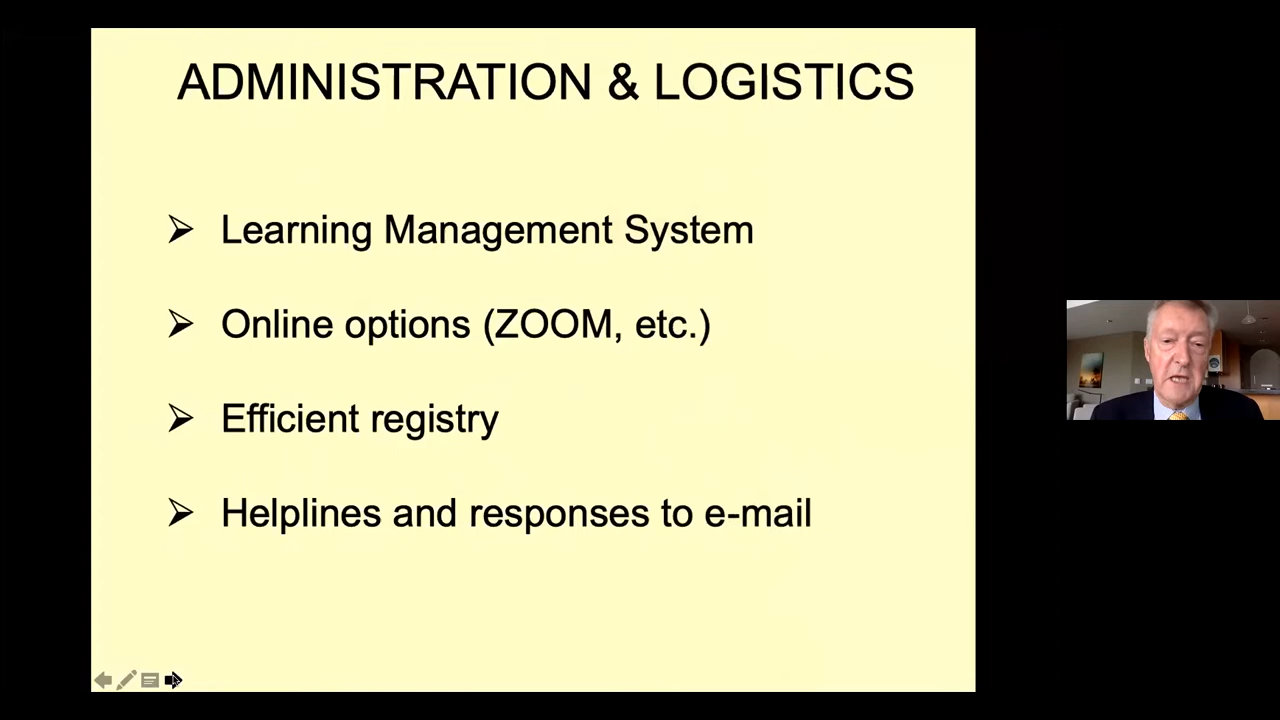 ADMINISTRATION & LOGISTICS
➢ Learning Management System
➢ Online options (ZOOM, etc.)
➢ Efficient registry
➢ Helplines and responses to e-mail